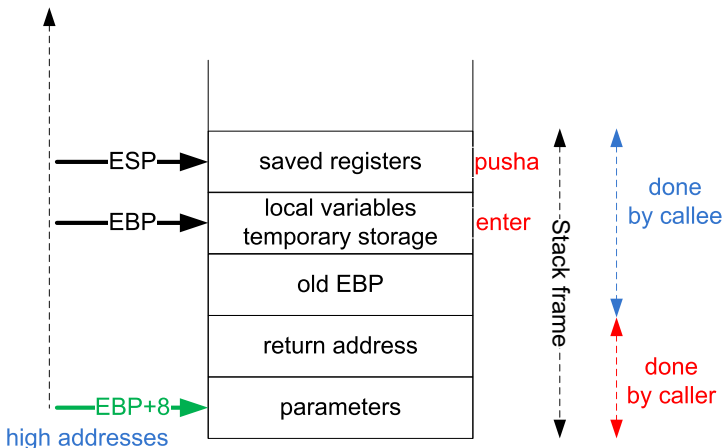 ESP
saved registers
pusha
EBP
local variables
temporary storage
enter
old EBP
return address
EBP+8
parameters
high addresses
Stack frame
done
by callee
done
by caller